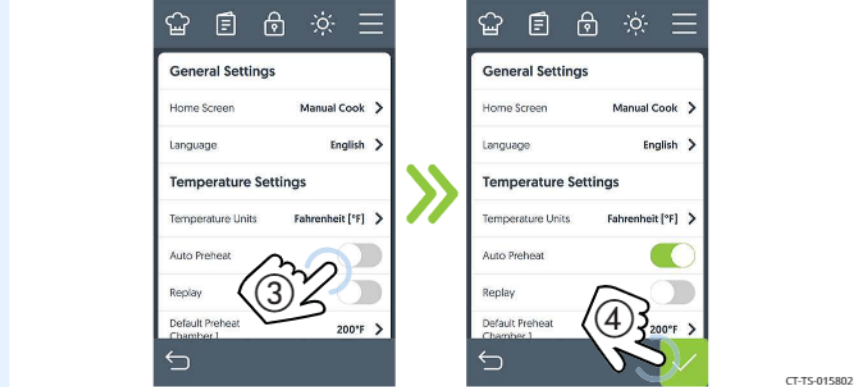 General Settings
Home Screen Manual Cook
Language English
Temperature Settings
Temperature Units Fahrenheit [°F]
Auto Preheat
Replay
Default Preheat
Chamber 1 200°F
3
General Settings
Home Screen Manual Cook
Language English
Temperature Settings
Temperature Units Fahrenheit [°F]
Auto Preheat
Replay
Default Preheat
Chamber 1 200°F
4
CT-TS-015802